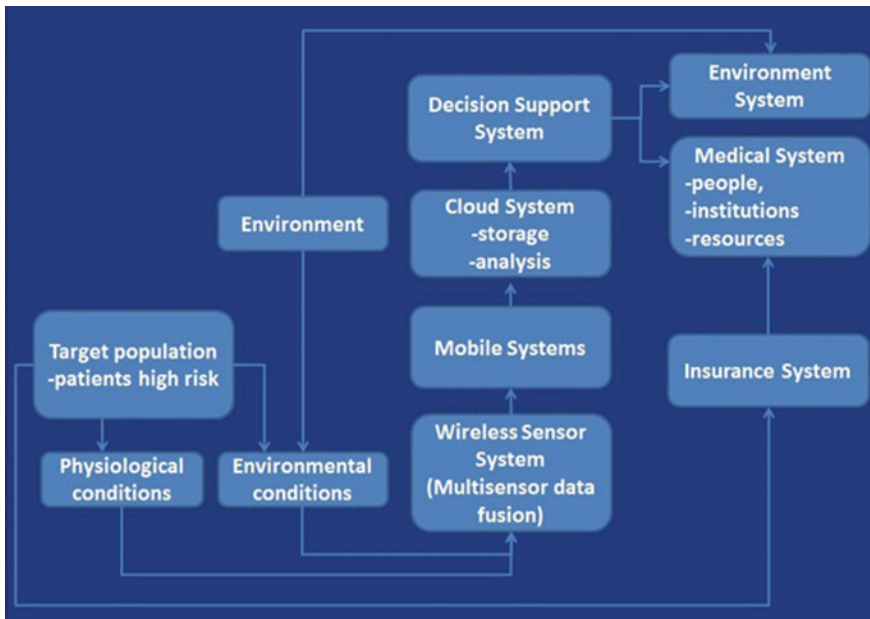 Environment
System
Decision Support
System
Medical System
-people,
-institutions
-resources
Cloud System
-storage
-analysis
Environment
Target population
-patients high risk
Mobile Systems
Insurance System
Wireless Sensor
System
(Multisensor data
fusion)
Physiological
conditions
Environmental
conditions